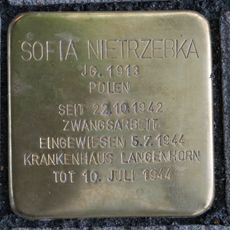 SOFIA NIETRZEBKA
JG. 1913
POLEN
SEIT 22.10.1942
ZWANGSARBEIT
EINGEWIESEN 5.7.1944
KRANKENHAUS LANGENHORN
TOT 10. JULI 1944